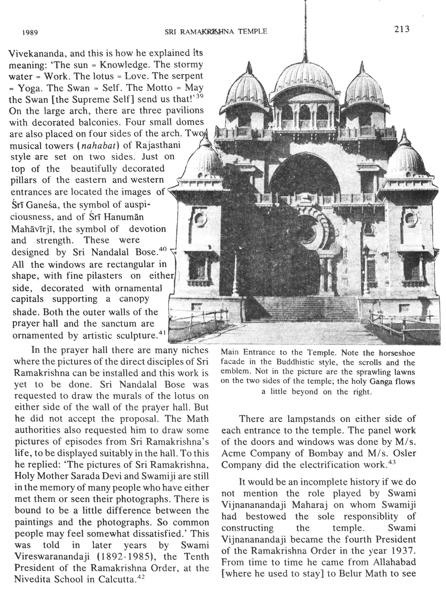 1989
SRI RAMAKRISHNA TEMPLE
213
Vivekananda, and this is how he explained its
meaning: 'The sun = Knowledge. The stormy
water = Work. The lotus = Love. The serpent
= Yoga. The Swan = Self. The Motto = May
the Swan [the Supreme Self] send us that!'39
On the large arch, there are three pavilions
with decorated balconies. Four small domes
are also placed on four sides of the arch. Two
musical towers (nahabat) of Rajasthani
style are set on two sides. Just on
top of the beautifully decorated
pillars of the eastern and western
entrances are located the images of
Śrī Gaṇeśa, the symbol of auspi-
ciousness, and of Śrī Hanumān
Mahāvīrjī, the symbol of devotion
and strength. These were
designed by Sri Nandalal Bose.40
All the windows are rectangular in
shape, with fine pilasters on either
side, decorated with ornamental
capitals supporting a canopy
shade. Both the outer walls of the
prayer hall and the sanctum are
ornamented by artistic sculpture.41
In the prayer hall there are many niches
where the pictures of the direct disciples of Sri
Ramakrishna can be installed and this work is
yet to be done. Sri Nandalal Bose was
requested to draw the murals of the lotus on
either side of the wall of the prayer hall. But
he did not accept the proposal. The Math
authorities also requested him to draw some
pictures of episodes from Sri Ramakrishna's
life, to be displayed suitably in the hall. To this
he replied: 'The pictures of Sri Ramakrishna,
Holy Mother Sarada Devi and Swamiji are still
in the memory of many people who have either
met them or seen their photographs. There is
bound to be a little difference between the
paintings and the photographs. So common
people may feel somewhat dissatisfied.' This
was told in later years by Swami
Vireswarananda (1892-1985), the Tenth
President of the Ramakrishna Order, at the
Nivedita School in Calcutta.42
Main Entrance to the Temple. Note the horseshoe
facade in the Buddhistic style, the scrolls and the
emblem. Not in the picture are the sprawling lawns
on the two sides of the temple; the holy Ganga flows
a little beyond on the right.
There are lampstands on either side of
each entrance to the temple. The panel work
of the doors and windows was done by M/s.
Acme Company of Bombay and M/s. Osler
Company did the electrification work.43
It would be an incomplete history if we do
not mention the role played by Swami
Vijnanananda Maharaj on whom Swamiji
had bestowed the sole responsiblity of
constructing the temple. Swami
Vijnananandaji became the fourth President
of the Ramakrishna Order in the year 1937.
From time to time he came from Allahabad
[where he used to stay] to Belur Math to see